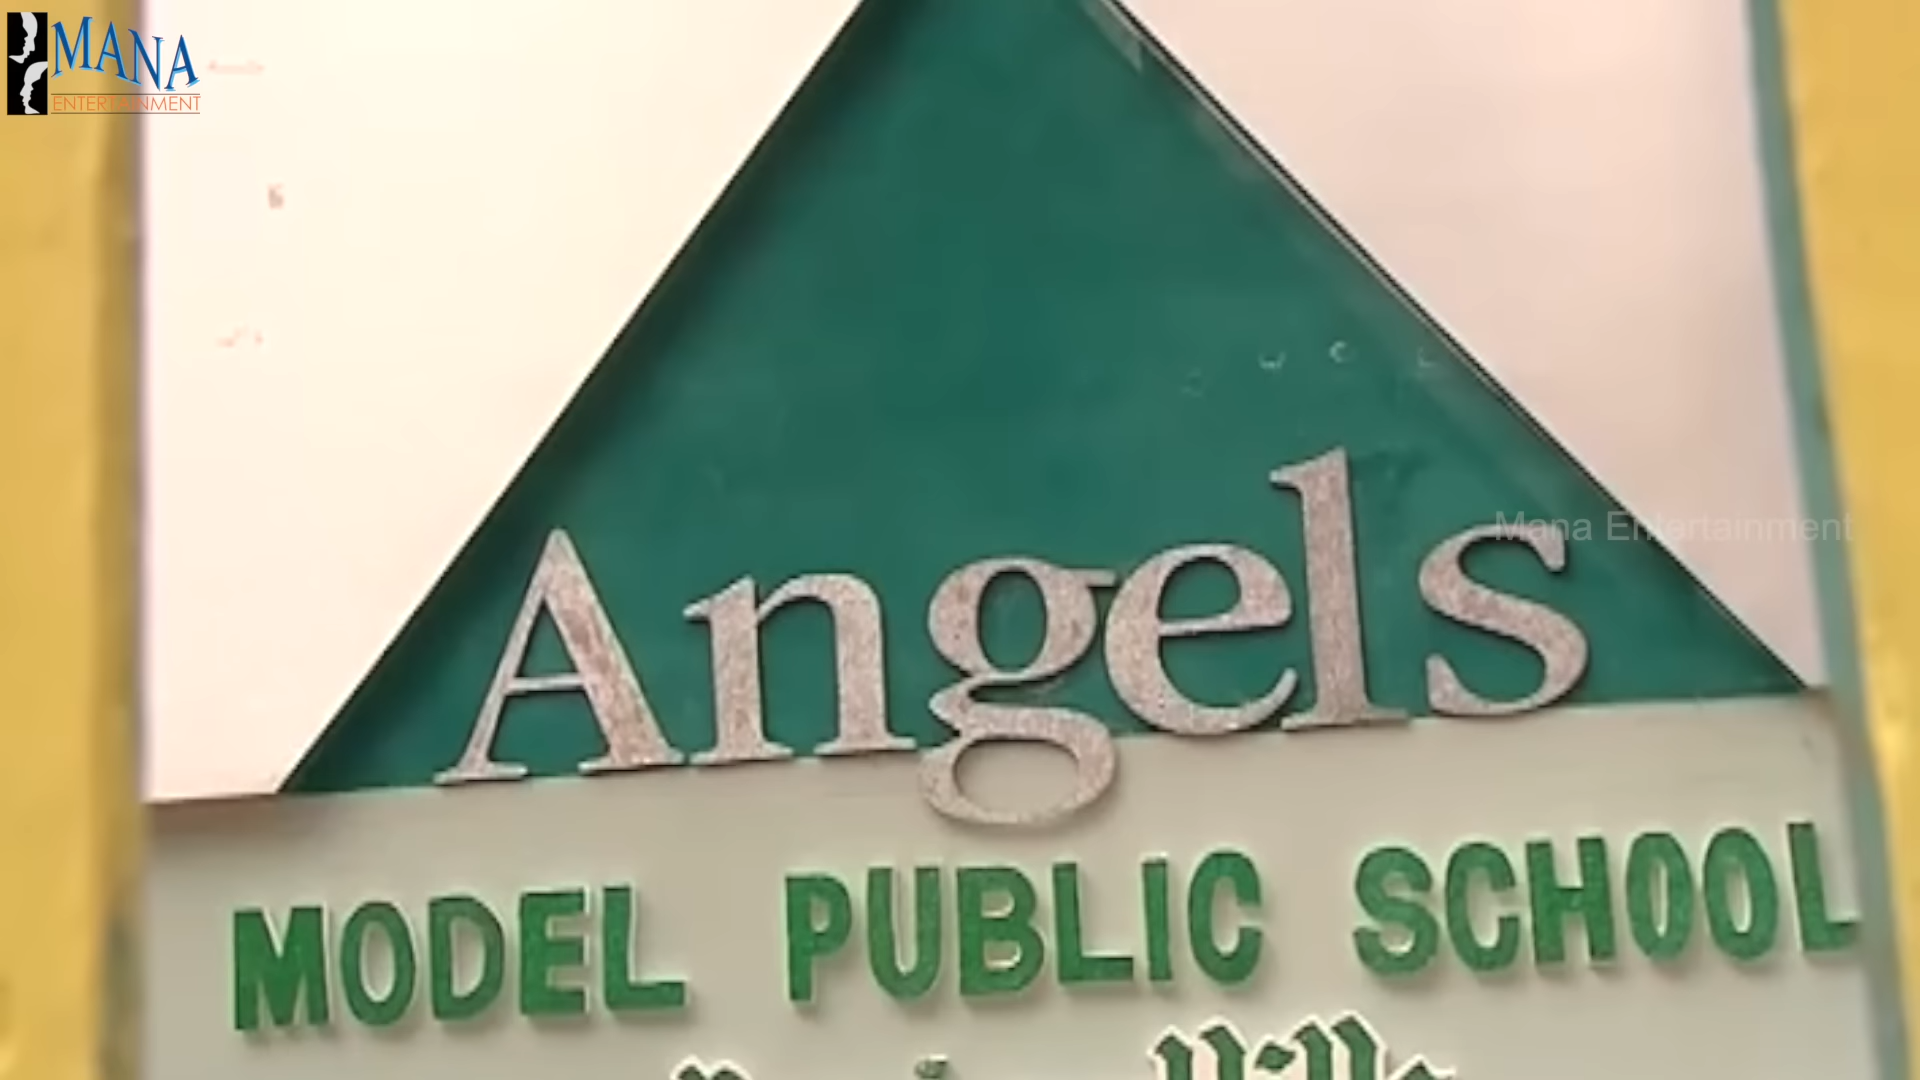 MANA
ENTERTAINMENT
Mana Entertainment
Angels
MODEL PUBLIC SCHOOL